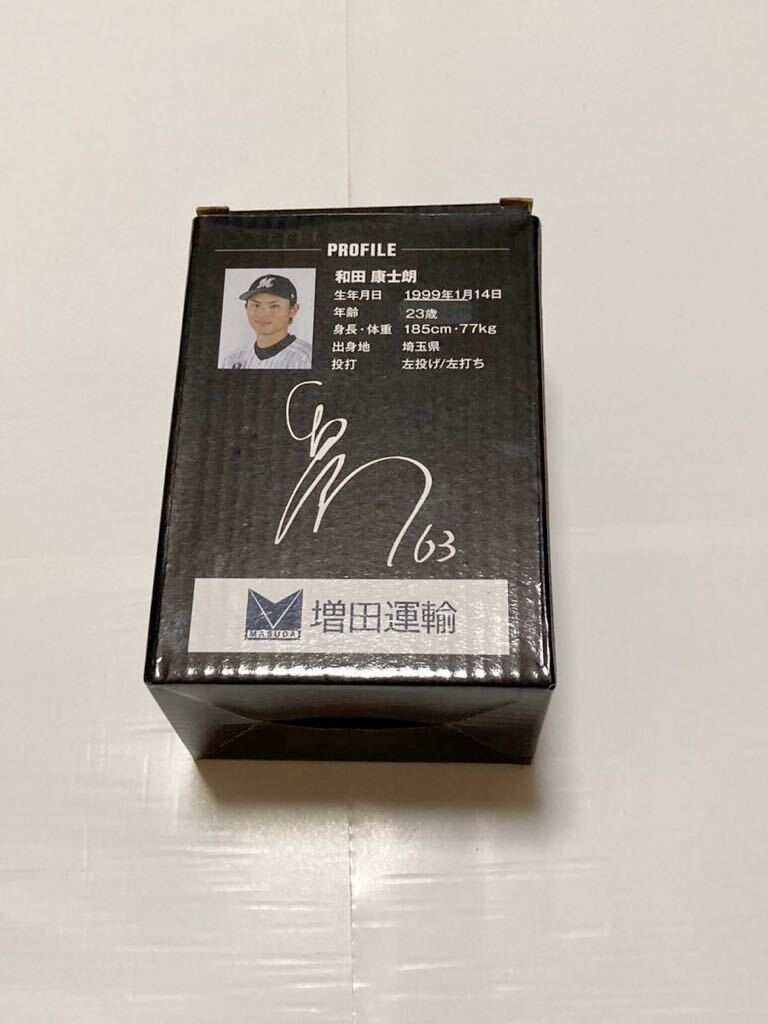 PROFILE
和田 康士朗
生年月日 1999年1月14日
年齢 23歳
身長・体重 185cm・77kg
出身地 埼玉県
投打 左投げ/左打ち
63
MASUDA 増田運輸